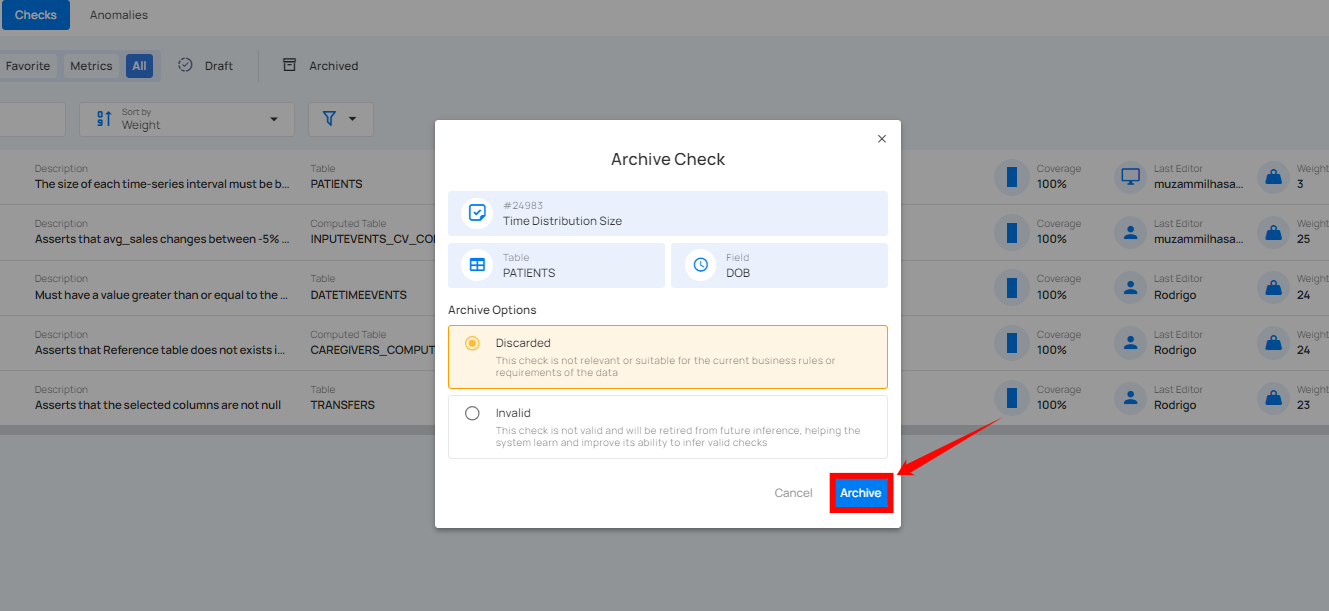 Checks Anomalies
Favorite Metrics All Draft Archived
Sort by
Weight
Archive Check
#24983
Time Distribution Size
Table
PATIENTS
Field
DOB
Archive Options
Discarded
This check is not relevant or suitable for the current business rules or
requirements of the data
Invalid
This check is not valid and will be retired from future inference, helping the
system learn and improve its ability to infer valid checks
Cancel Archive
Description Table Coverage Last Editor Weight
The size of each time-series interval must be b... PATIENTS 100% muzammilhasa... 3
Description Computed Table Coverage Last Editor Weight
Asserts that avg_sales changes between -5% ... INPUTEVENTS_CV_CO 100% muzammilhasa... 25
Description Table Coverage Last Editor Weight
Must have a value greater than or equal to the ... DATETIMEEVENTS 100% Rodrigo 24
Description Computed Table Coverage Last Editor Weight
Asserts that Reference table does not exists i... CAREGIVERS_COMPUT 100% Rodrigo 24
Description Table Coverage Last Editor Weight
Asserts that the selected columns are not null TRANSFERS 100% Rodrigo 23